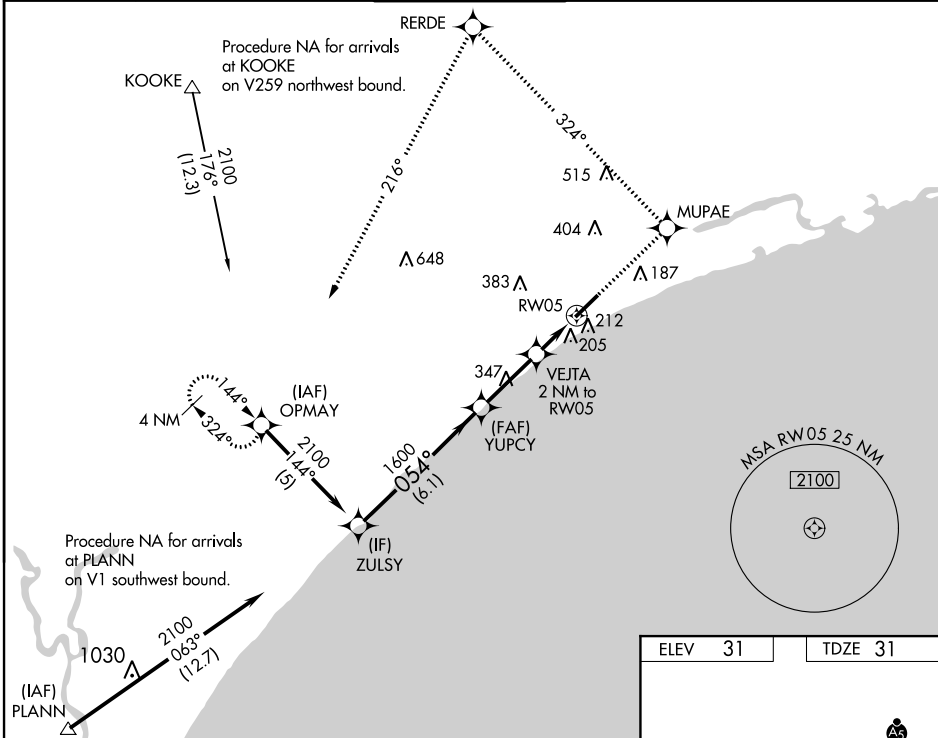 RERDE
Procedure NA for arrivals
at KOOKE
on V259 northwest bound.
KOOKE
2100
176°
(12.3)
216°
324°
515
MUPAE
404
648
187
383
RW05
212
205
VEJTA
2 NM to
RW05
347
(FAF)
YUPCY
144°
(IAF)
OPMAY
4 NM
324°
2100
144°
(5)
1600
054°
(6.1)
MSA RW05 25 NM
2100
(IF)
ZULSY
Procedure NA for arrivals
at PLANN
on V1 southwest bound.
2100
063°
(12.7)
1030
(IAF)
PLANN
ELEV 31
TDZE 31
A5